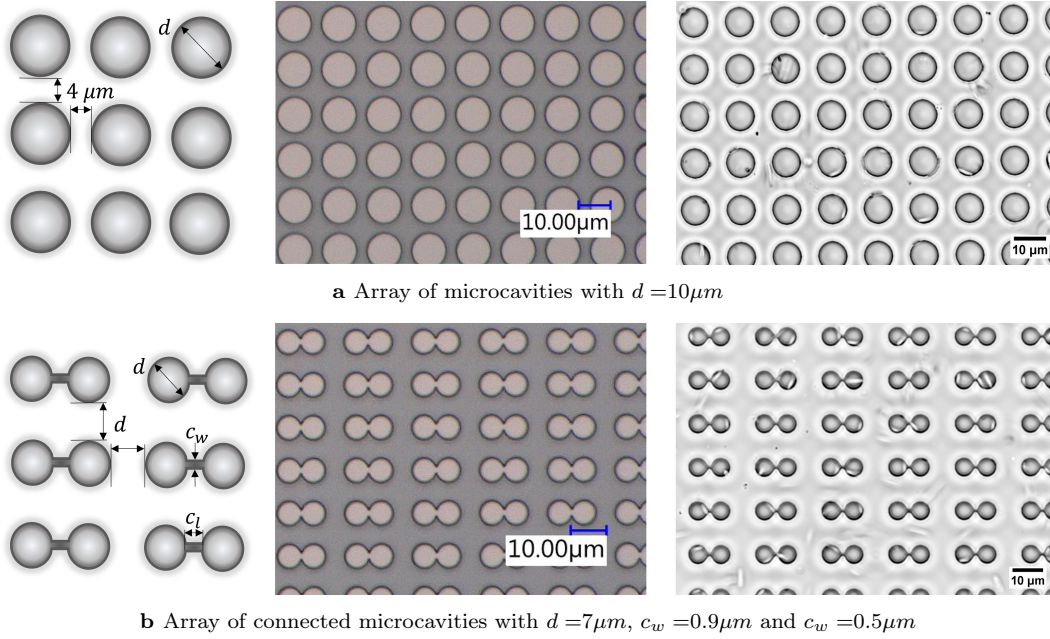 d
4 μm
10.00μm
10 μm
a Array of microcavities with d =10μm
d
d
c_w
c_l
10.00μm
10 μm
b Array of connected microcavities with d =7μm, c_w =0.9μm and c_w =0.5μm